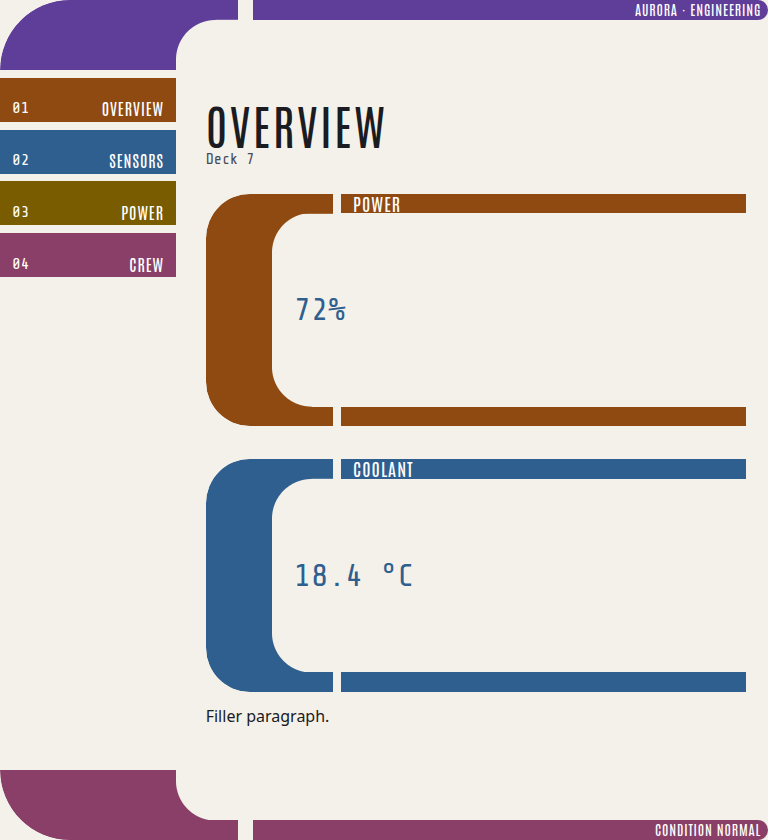 AURORA · ENGINEERING
01 OVERVIEW
02 SENSORS
03 POWER
04 CREW
OVERVIEW
Deck 7
POWER
72%
COOLANT
18.4 °C
Filler paragraph.
CONDITION NORMAL